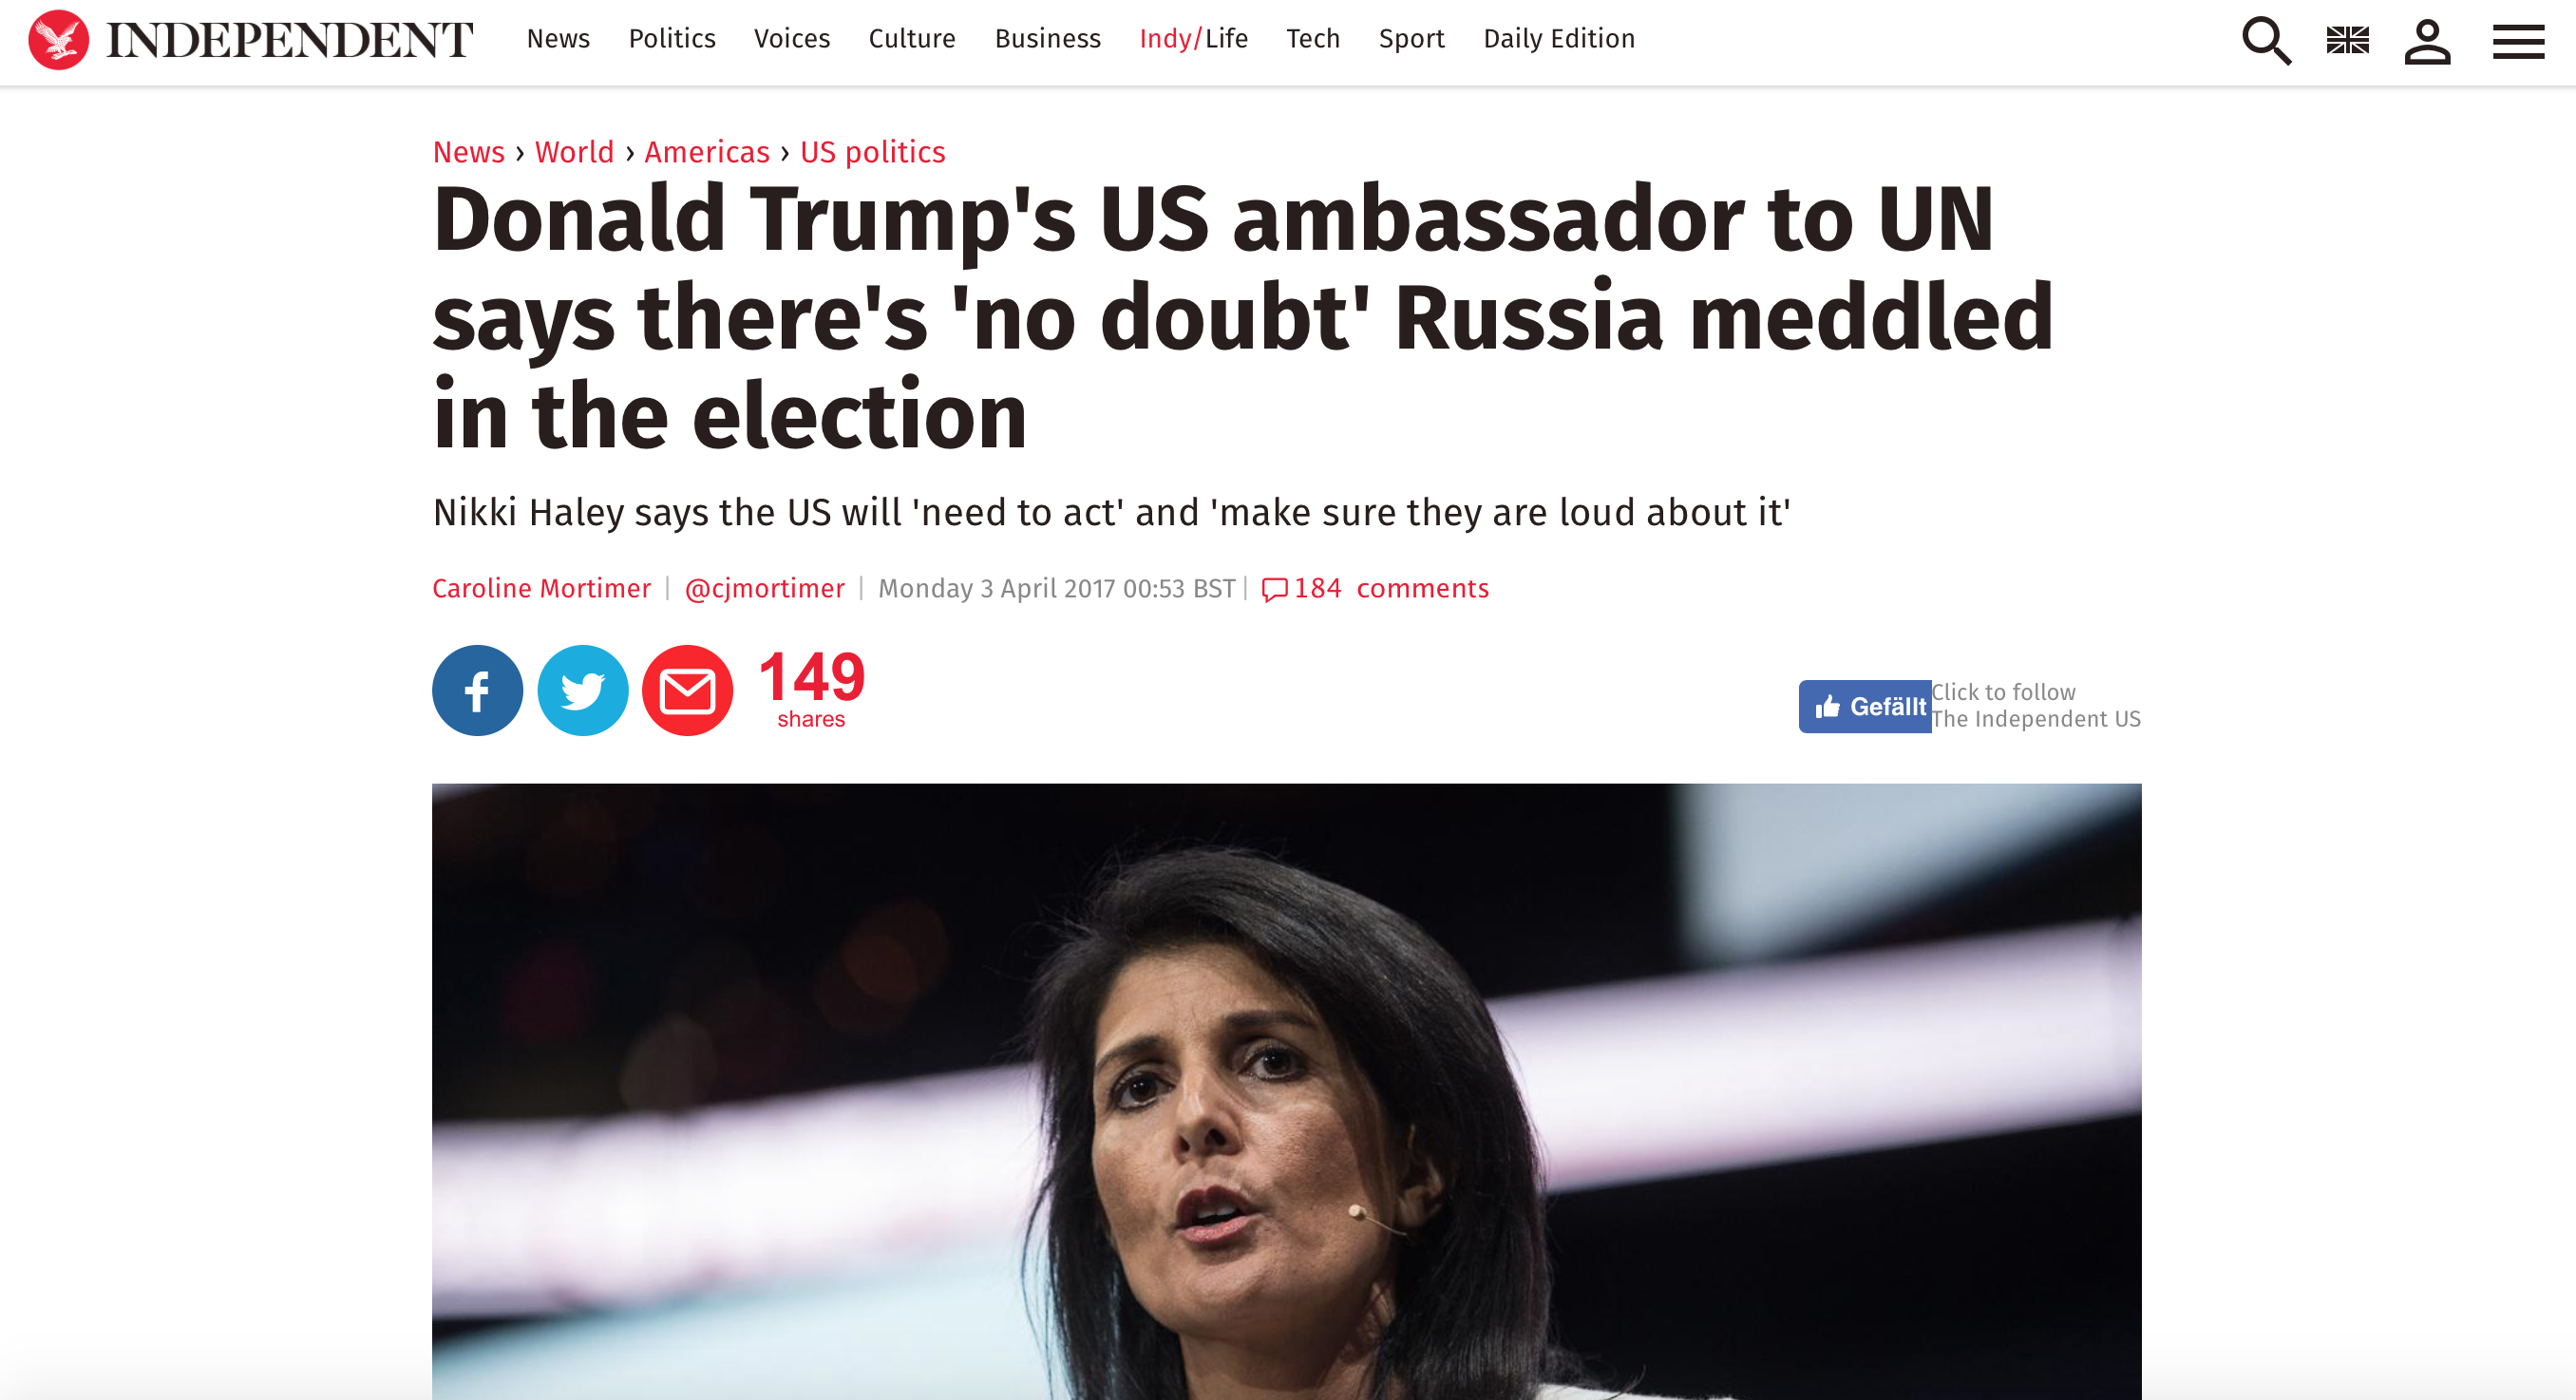 INDEPENDENT News Politics Voices Culture Business Indy/Life Tech Sport Daily Edition
News › World › Americas › US politics
Donald Trump's US ambassador to UN
says there's 'no doubt' Russia meddled
in the election
Nikki Haley says the US will 'need to act' and 'make sure they are loud about it'
Caroline Mortimer | @cjmortimer | Monday 3 April 2017 00:53 BST | 184 comments
149
shares
Gefällt
Click to follow
The Independent US